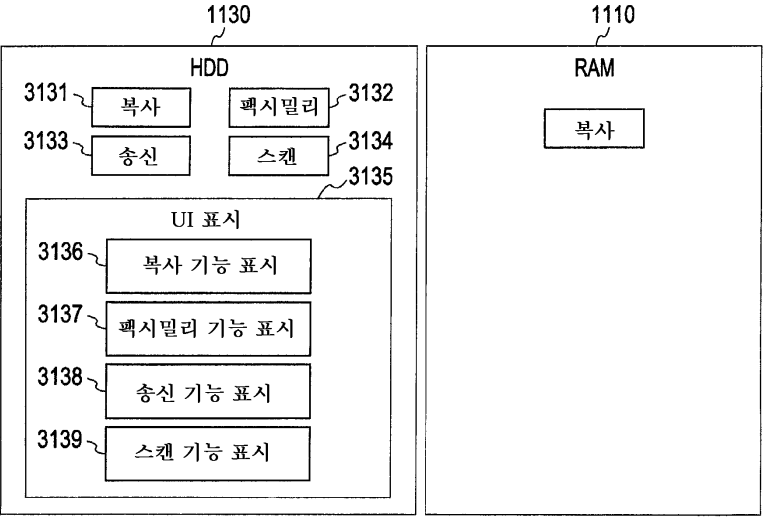 1130
1110
HDD
RAM
3131
복사
팩시밀리
3132
복사
3133
송신
스캔
3134
3135
UI 표시
3136
복사 기능 표시
3137
팩시밀리 기능 표시
3138
송신 기능 표시
3139
스캔 기능 표시